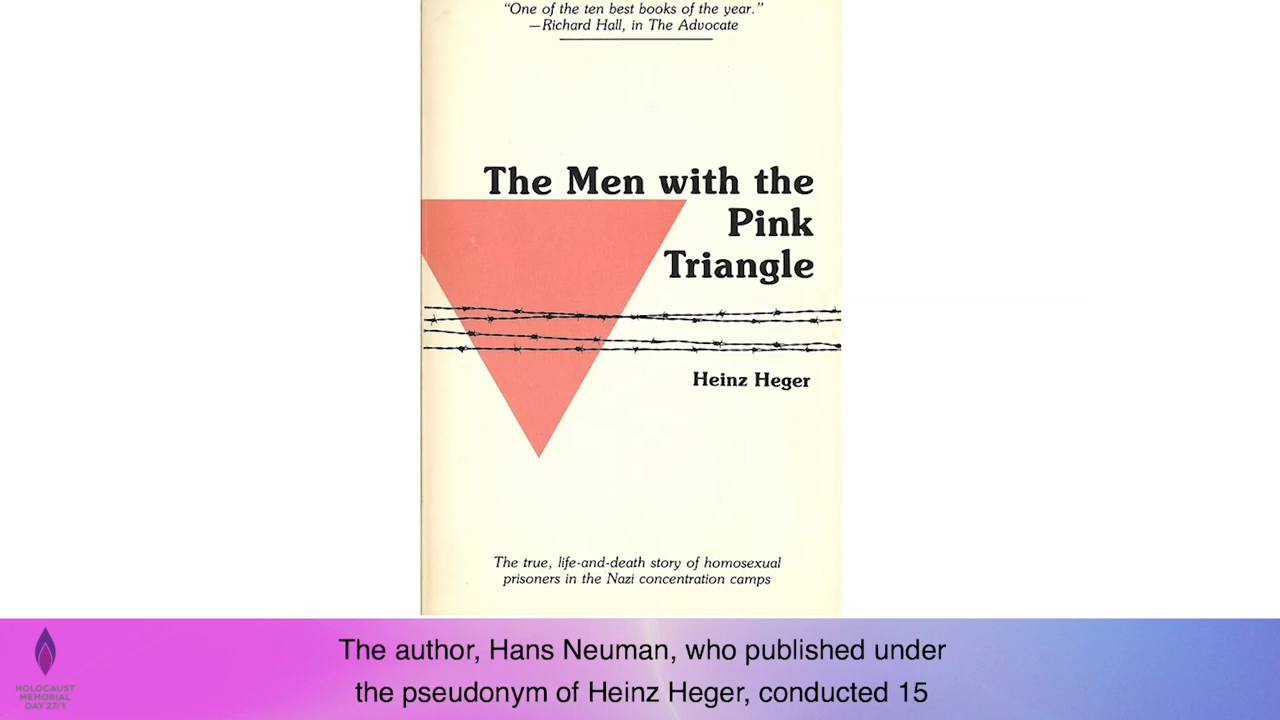 “One of the ten best books of the year.”
—Richard Hall, in The Advocate
The Men with the
Pink
Triangle
Heinz Heger
The true, life-and-death story of homosexual
prisoners in the Nazi concentration camps
The author, Hans Neuman, who published under
the pseudonym of Heinz Heger, conducted 15
HOLOCAUST
MEMORIAL
DAY 27/1